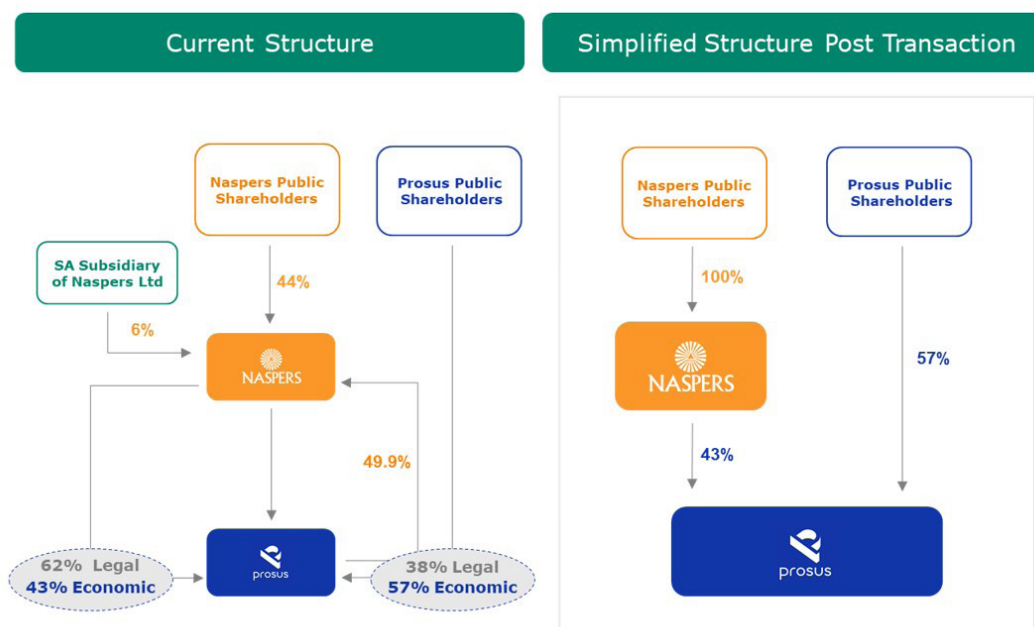 Current Structure
Simplified Structure Post Transaction
Naspers Public
Shareholders
Prosus Public
Shareholders
SA Subsidiary
of Naspers Ltd
44%
6%
NASPERS
49.9%
62% Legal
43% Economic
prosus
38% Legal
57% Economic
Naspers Public
Shareholders
Prosus Public
Shareholders
100%
NASPERS
57%
43%
prosus